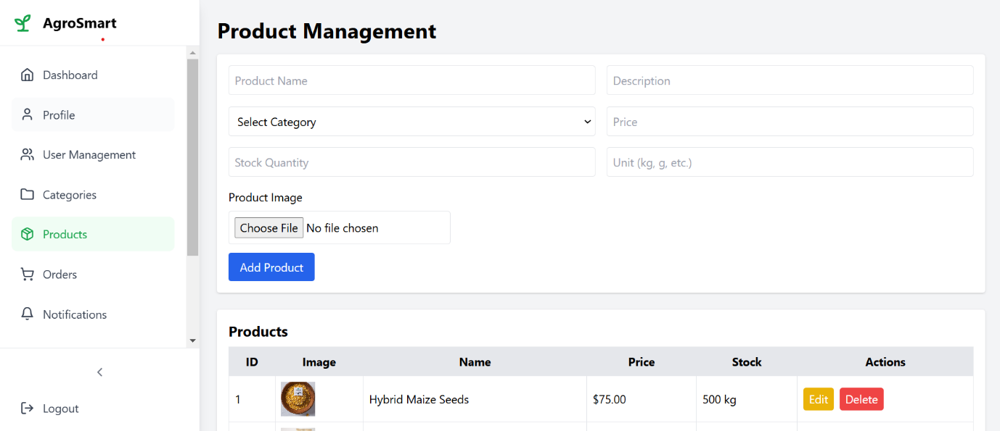 AgroSmart
Dashboard
Profile
User Management
Categories
Products
Orders
Notifications
Logout
Product Management
Product Name
Description
Select Category
Price
Stock Quantity
Unit (kg, g, etc.)
Product Image
Choose File No file chosen
Add Product
Products
ID Image Name Price Stock Actions
1 Hybrid Maize Seeds $75.00 500 kg Edit Delete